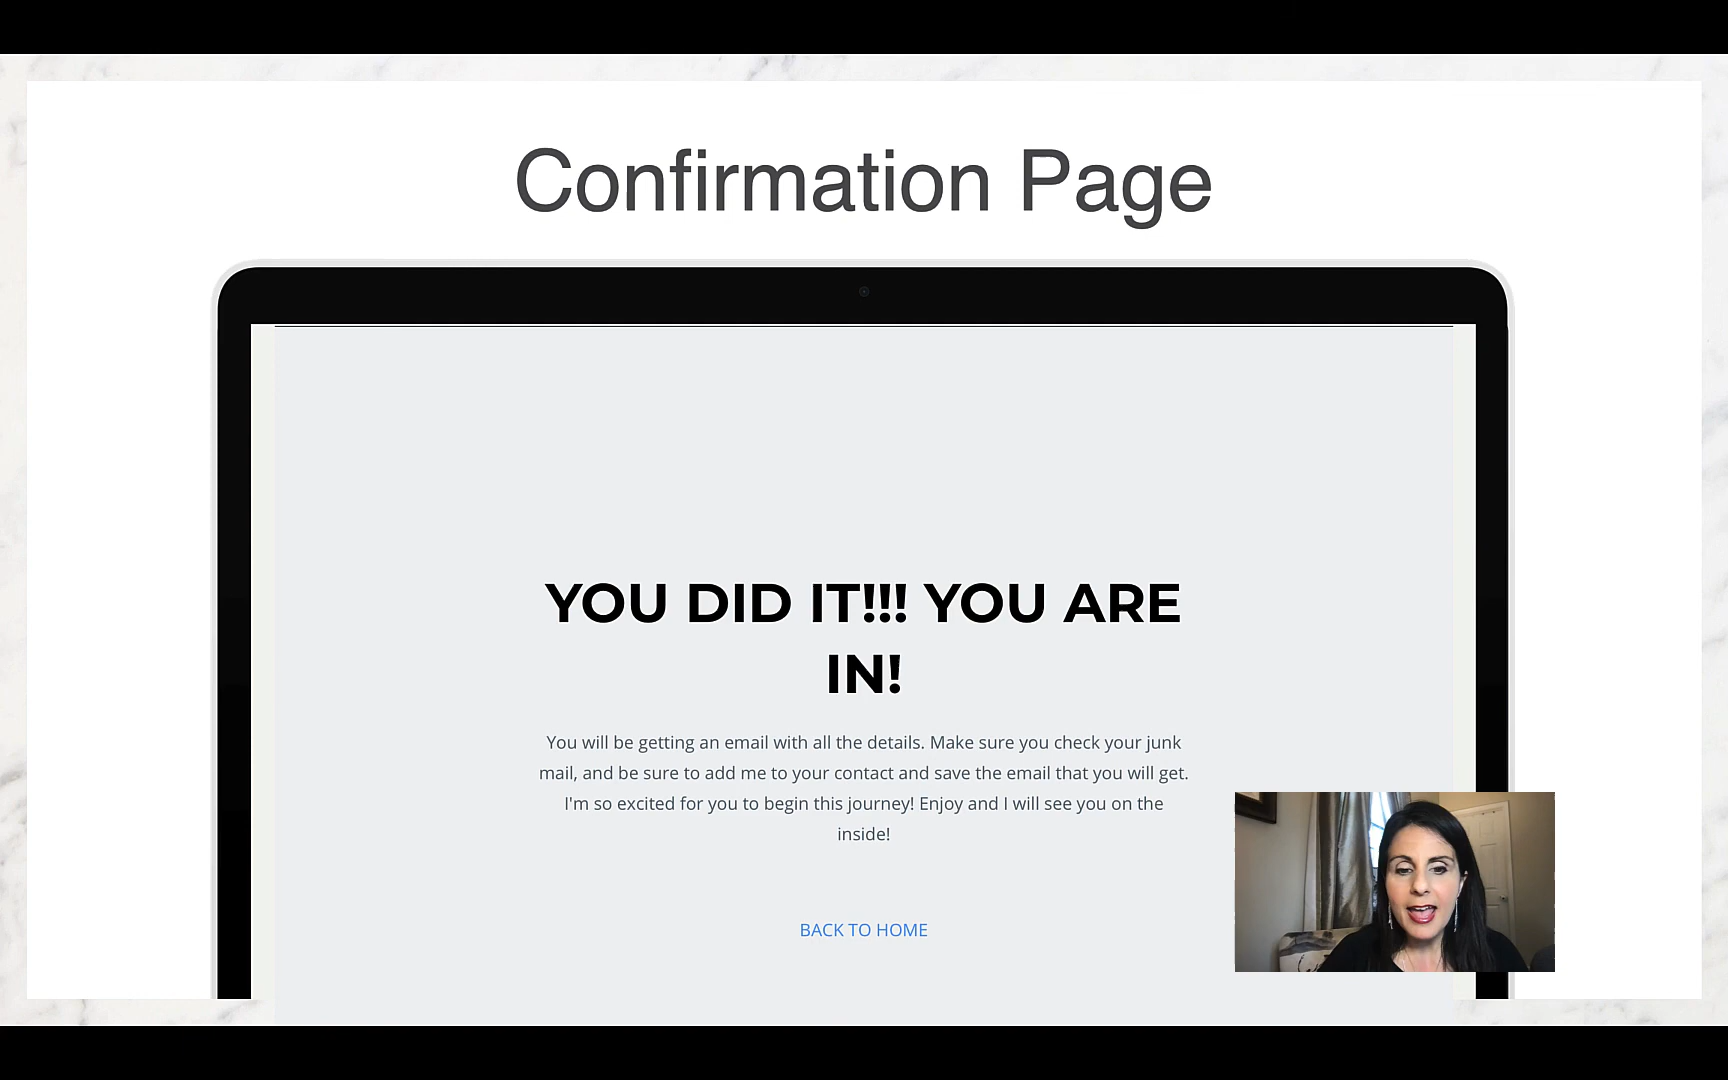 Confirmation Page
YOU DID IT!!! YOU ARE
IN!
You will be getting an email with all the details. Make sure you check your junk
mail, and be sure to add me to your contact and save the email that you will get.
I'm so excited for you to begin this journey! Enjoy and I will see you on the
inside!
BACK TO HOME